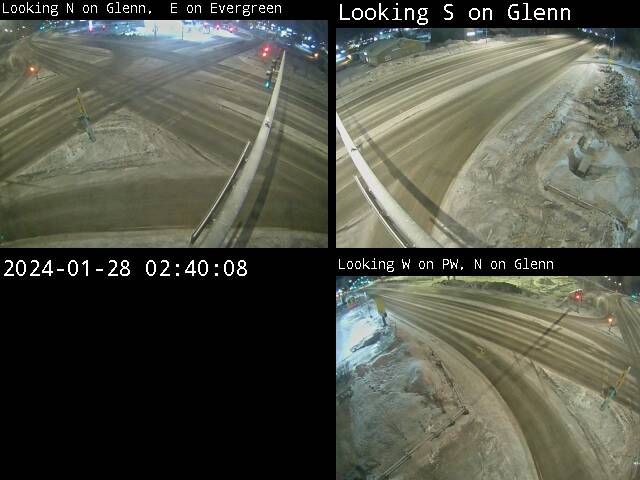 Looking N on Glenn,  E on Evergreen
Looking S on Glenn
2024-01-28 02:40:08
Looking W on PW, N on Glenn